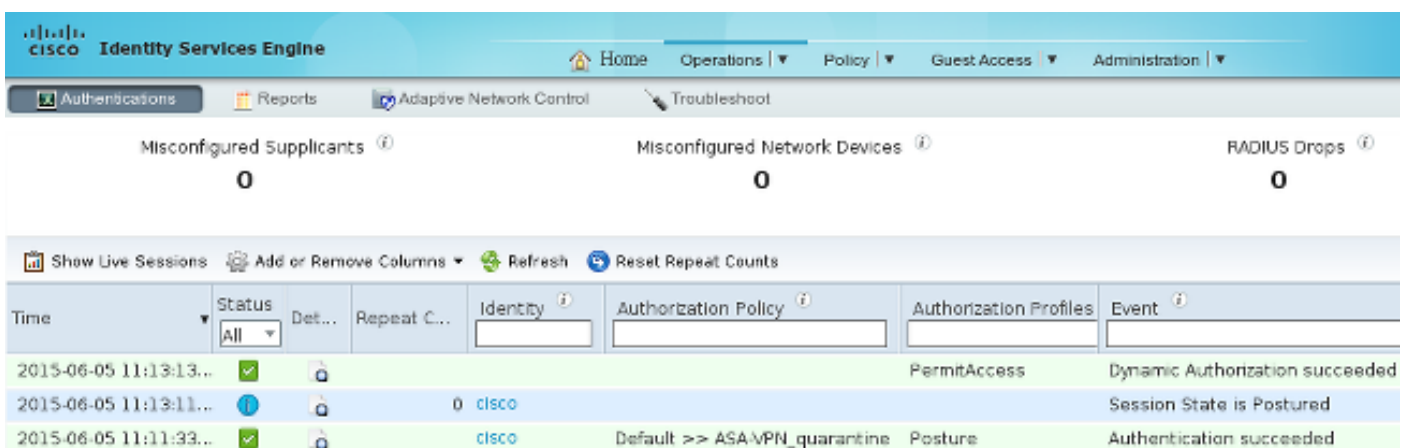 cisco Identity Services Engine
Home Operations | ▼ Policy | ▼ Guest Access | ▼ Administration | ▼
Authentications Reports Adaptive Network Control Troubleshoot
Misconfigured Supplicants Misconfigured Network Devices RADIUS Drops
0 0 0
Show Live Sessions Add or Remove Columns ▼ Refresh Reset Repeat Counts
Time Status Det... Repeat C... Identity Authorization Policy Authorization Profiles Event
All
2015-06-05 11:13:13... PermitAccess Dynamic Authorization succeeded
2015-06-05 11:13:11... 0 cisco Session State is Postured
2015-06-05 11:11:33... cisco Default >> ASA-VPN_quarantine Posture Authentication succeeded